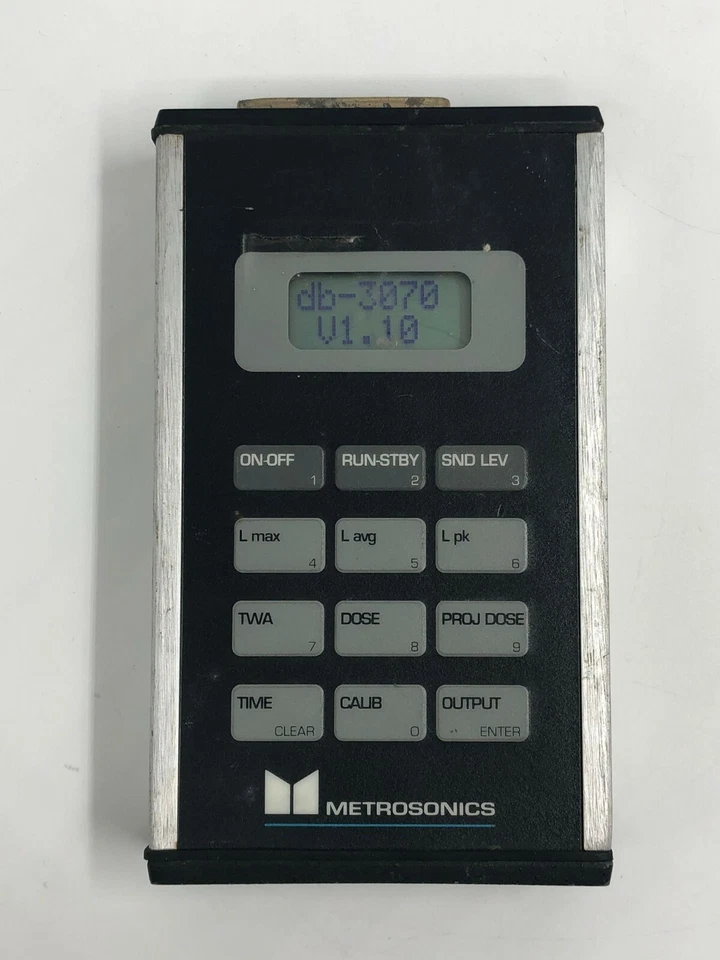 db-3070
V1.10
ON-OFF 1
RUN-STBY 2
SND LEV 3
L max 4
L avg 5
L pk 6
TWA 7
DOSE 8
PROJ DOSE 9
TIME CLEAR
CALIB 0
OUTPUT ENTER
METROSONICS